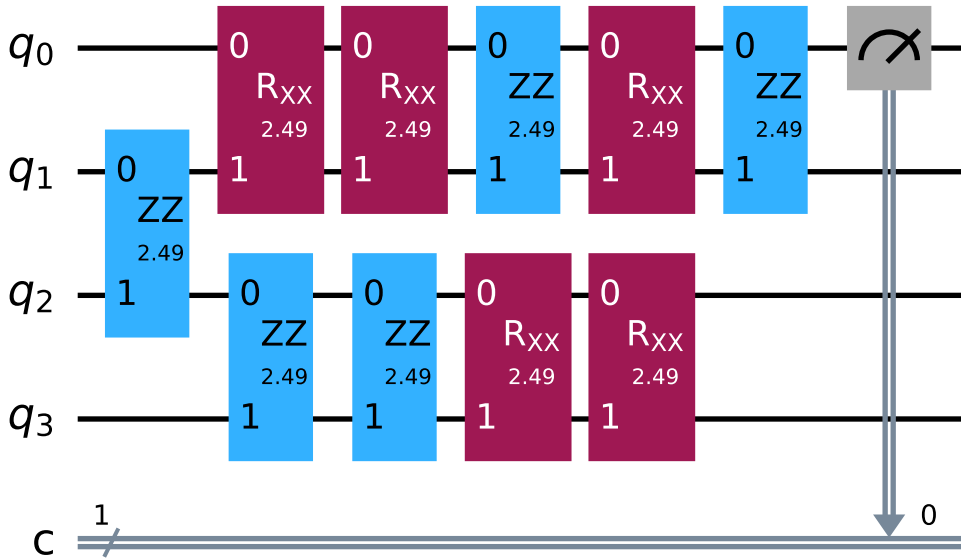 q0 0 0 0 0 0
RXX RXX ZZ RXX ZZ
2.49 2.49 2.49 2.49 2.49
q1 0 1 1 1 1 1
ZZ
2.49
q2 1 0 0 0 0
ZZ ZZ RXX RXX
2.49 2.49 2.49 2.49
q3 1 1 1 1
1 0
c